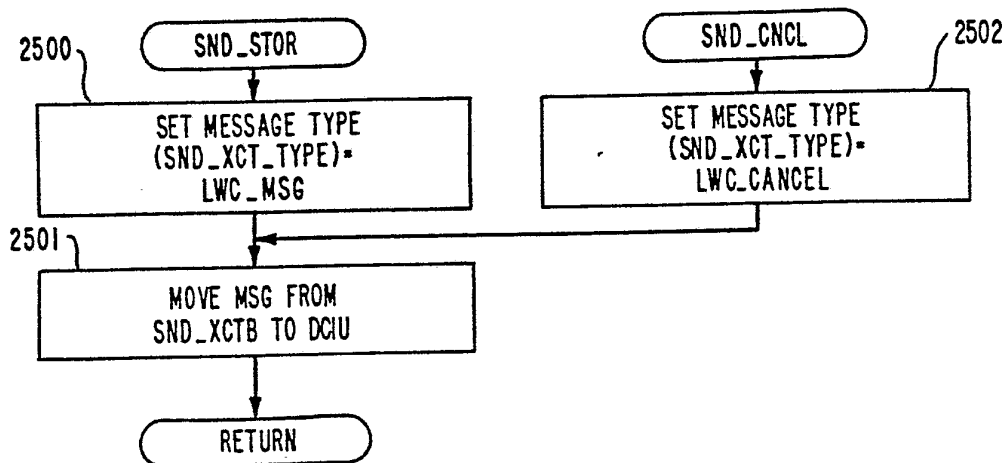 2500
SND_STOR
SET MESSAGE TYPE
(SND_XCT_TYPE)=
LWC_MSG
SND_CNCL
2502
SET MESSAGE TYPE
(SND_XCT_TYPE)=
LWC_CANCEL
2501
MOVE MSG FROM
SND_XCTB TO DCIU
RETURN